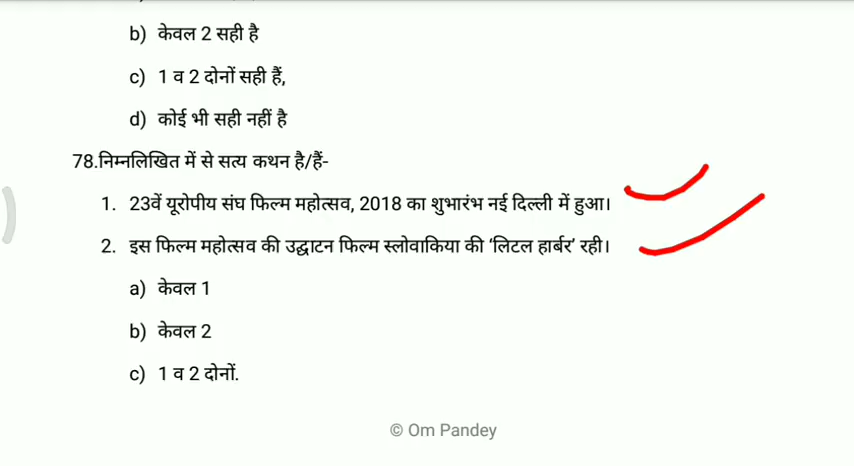 b) केवल 2 सही है
c) 1 व 2 दोनों सही हैं,
d) कोई भी सही नहीं है
78.निम्नलिखित में से सत्य कथन है/हैं-
1. 23वें यूरोपीय संघ फिल्म महोत्सव, 2018 का शुभारंभ नई दिल्ली में हुआ।
2. इस फिल्म महोत्सव की उद्घाटन फिल्म स्लोवाकिया की ‘लिटल हार्बर’ रही।
a) केवल 1
b) केवल 2
c) 1 व 2 दोनों.
© Om Pandey